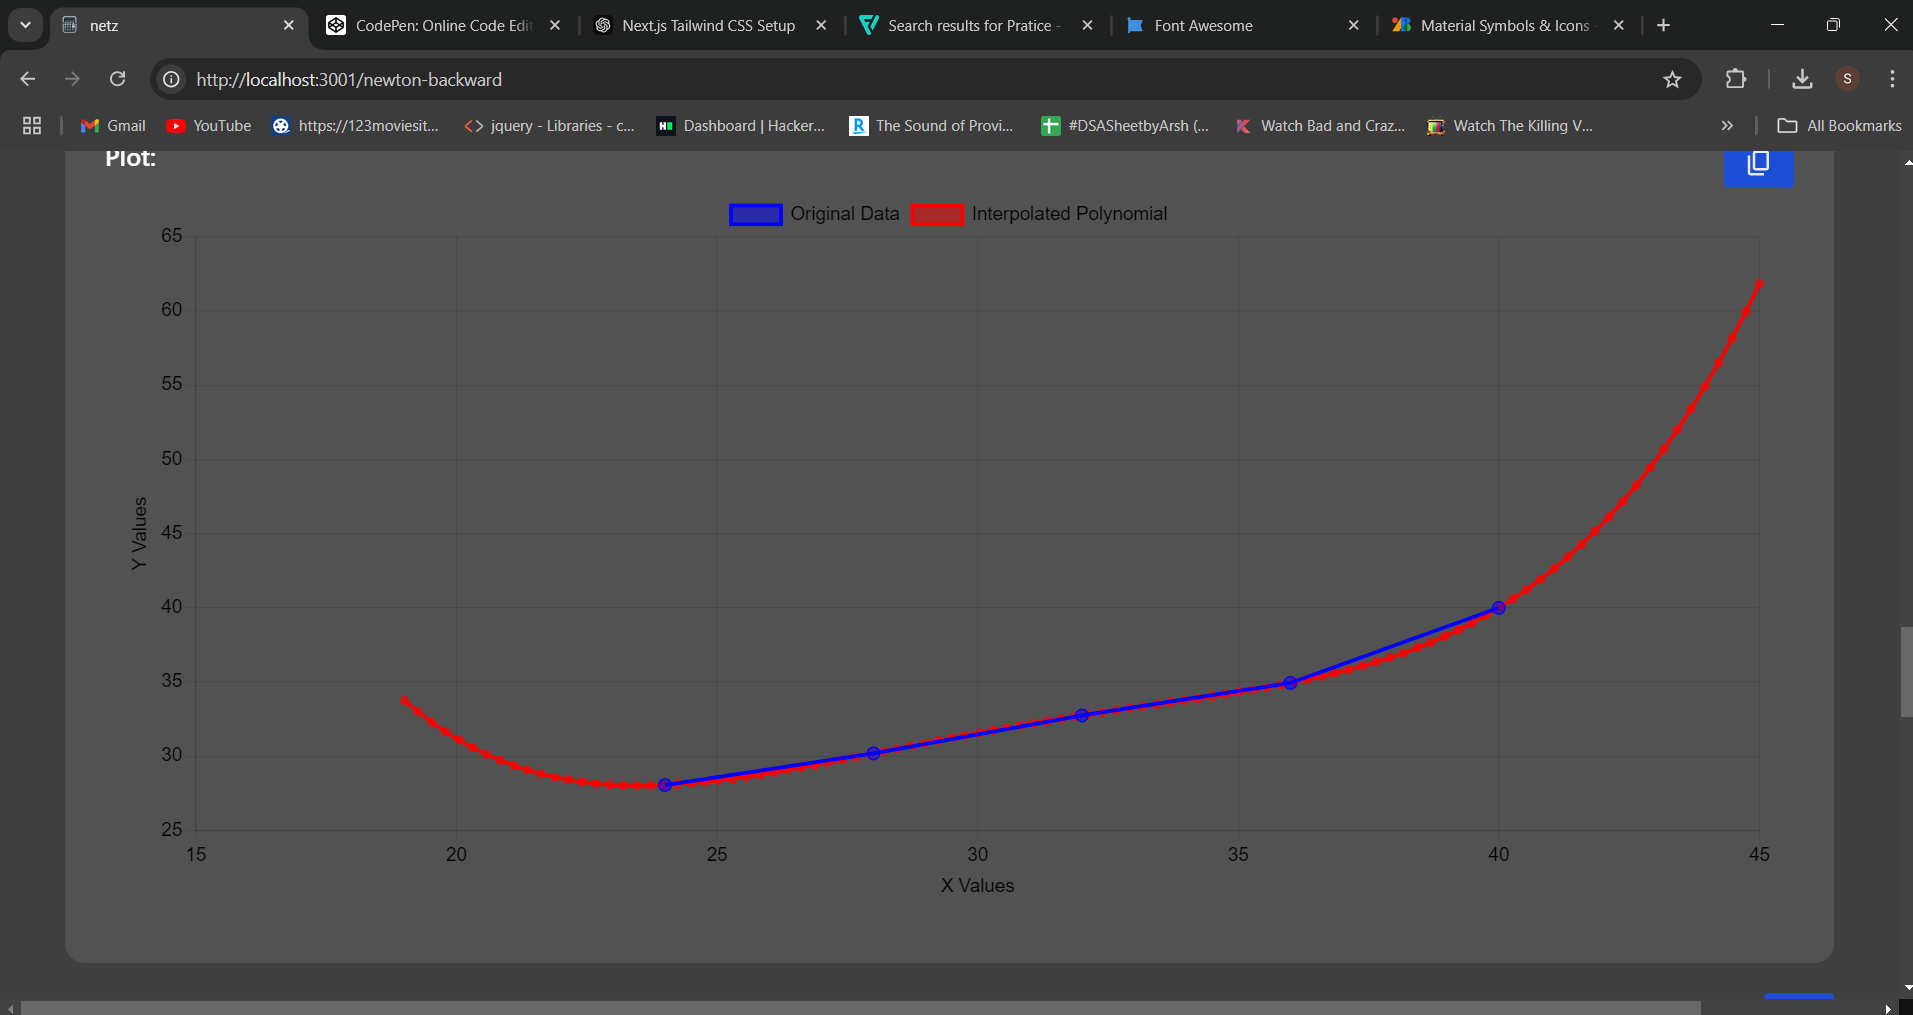 netz
CodePen: Online Code Edit
Next.js Tailwind CSS Setup
Search results for Pratice -
Font Awesome
Material Symbols & Icons -
http://localhost:3001/newton-backward
S
Gmail
YouTube
https://123moviesit...
jquery - Libraries - c...
Dashboard | Hacker...
The Sound of Provi...
#DSASheetbyArsh (...
Watch Bad and Craz...
Watch The Killing V...
All Bookmarks
Plot:
Original Data
Interpolated Polynomial
65
60
55
50
45
40
35
30
25
Y Values
15 20 25 30 35 40 45
X Values